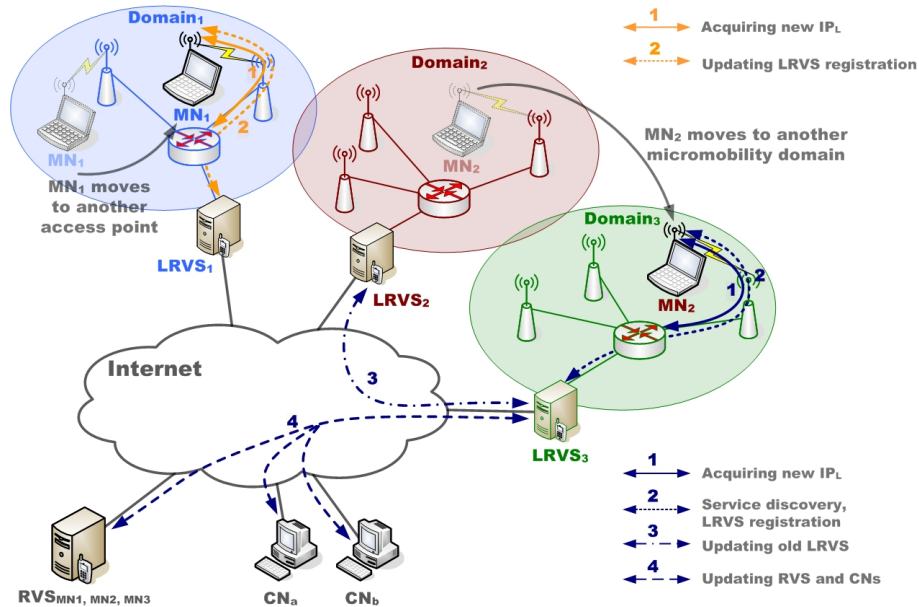 Domain1
1
Acquiring new IPL
2
Updating LRVS registration
Domain2
1
2
MN1
MN1
MN2
MN2 moves to another
micromobility domain
MN1 moves
to another
access point
Domain3
LRVS1
LRVS2
MN2
1
2
Internet
3
4
LRVS3
1
Acquiring new IPL
2
Service discovery,
LRVS registration
3
Updating old LRVS
4
Updating RVS and CNs
RVSMN1, MN2, MN3
CNa
CNb